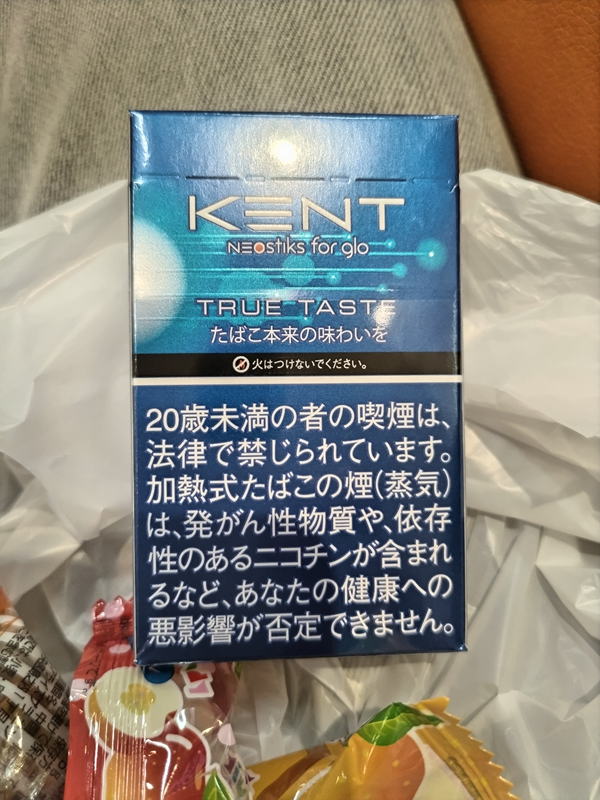 KENT
NEOstiks for glo
TRUE TASTE
たばこ本来の味わいを
火はつけないでください。
20歳未満の者の喫煙は、
法律で禁じられています。
加熱式たばこの煙(蒸気)
は、発がん性物質や、依存
性のあるニコチンが含まれ
るなど、あなたの健康への
悪影響が否定できません。